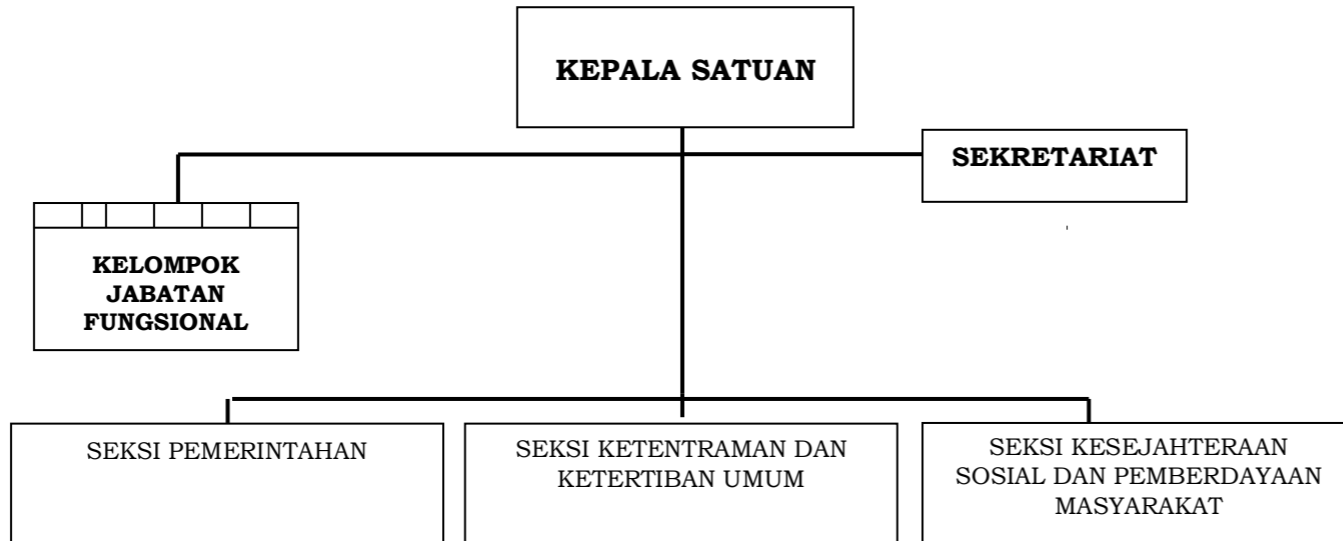 KEPALA SATUAN
SEKRETARIAT
KELOMPOK
JABATAN
FUNGSIONAL
SEKSI PEMERINTAHAN
SEKSI KETENTRAMAN DAN
KETERTIBAN UMUM
SEKSI KESEJAHTERAAN
SOSIAL DAN PEMBERDAYAAN
MASYARAKAT